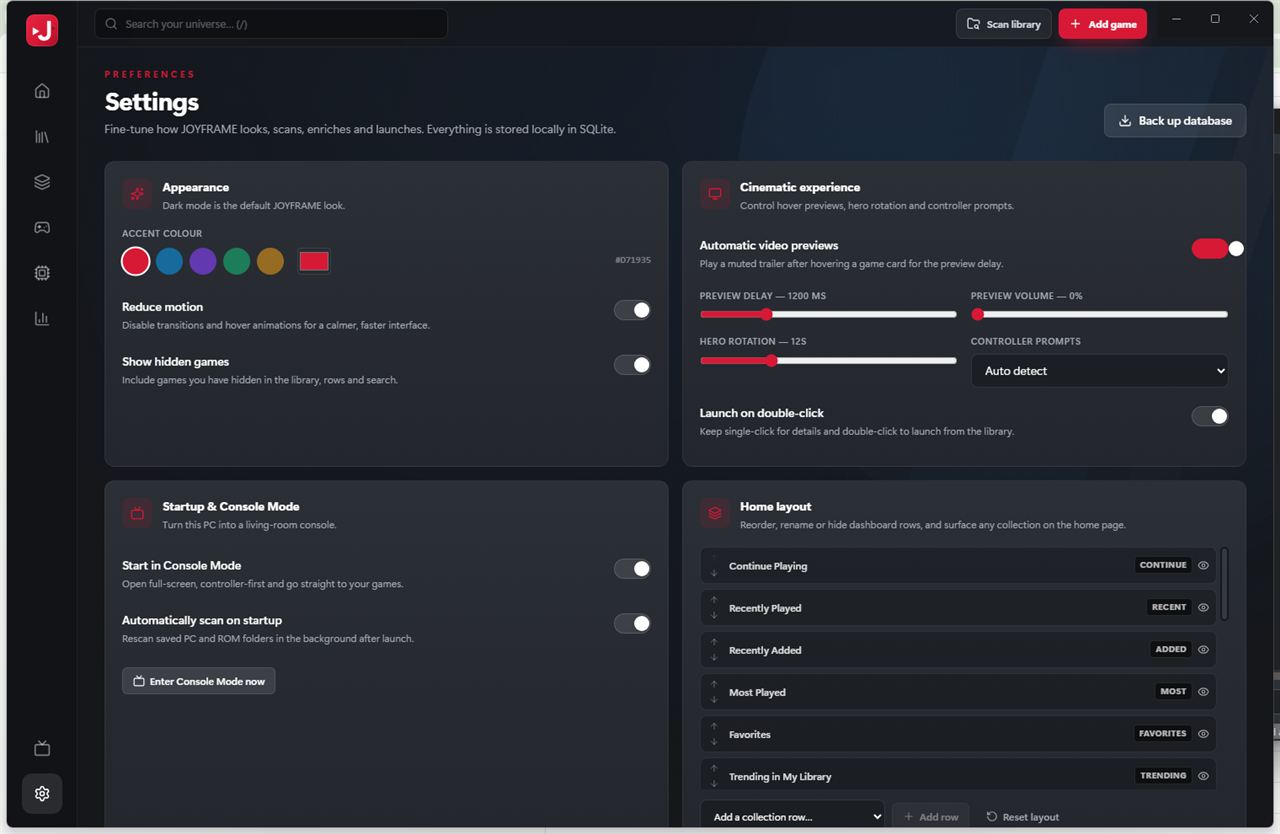 J
Search your universe... (/)
Scan library
Add game
PREFERENCES
Settings
Fine-tune how JOYFRAME looks, scans, enriches and launches. Everything is stored locally in SQLite.
Back up database
Appearance
Dark mode is the default JOYFRAME look.
ACCENT COLOUR
#D71935
Reduce motion
Disable transitions and hover animations for a calmer, faster interface.
Show hidden games
Include games you have hidden in the library, rows and search.
Cinematic experience
Control hover previews, hero rotation and controller prompts.
Automatic video previews
Play a muted trailer after hovering a game card for the preview delay.
PREVIEW DELAY — 1200 MS
PREVIEW VOLUME — 0%
HERO ROTATION — 12S
CONTROLLER PROMPTS
Auto detect
Launch on double-click
Keep single-click for details and double-click to launch from the library.
Startup & Console Mode
Turn this PC into a living-room console.
Start in Console Mode
Open full-screen, controller-first and go straight to your games.
Automatically scan on startup
Rescan saved PC and ROM folders in the background after launch.
Enter Console Mode now
Home layout
Reorder, rename or hide dashboard rows, and surface any collection on the home page.
Continue Playing CONTINUE
Recently Played RECENT
Recently Added ADDED
Most Played MOST
Favorites FAVORITES
Trending in My Library TRENDING
Add a collection row...
Add row
Reset layout